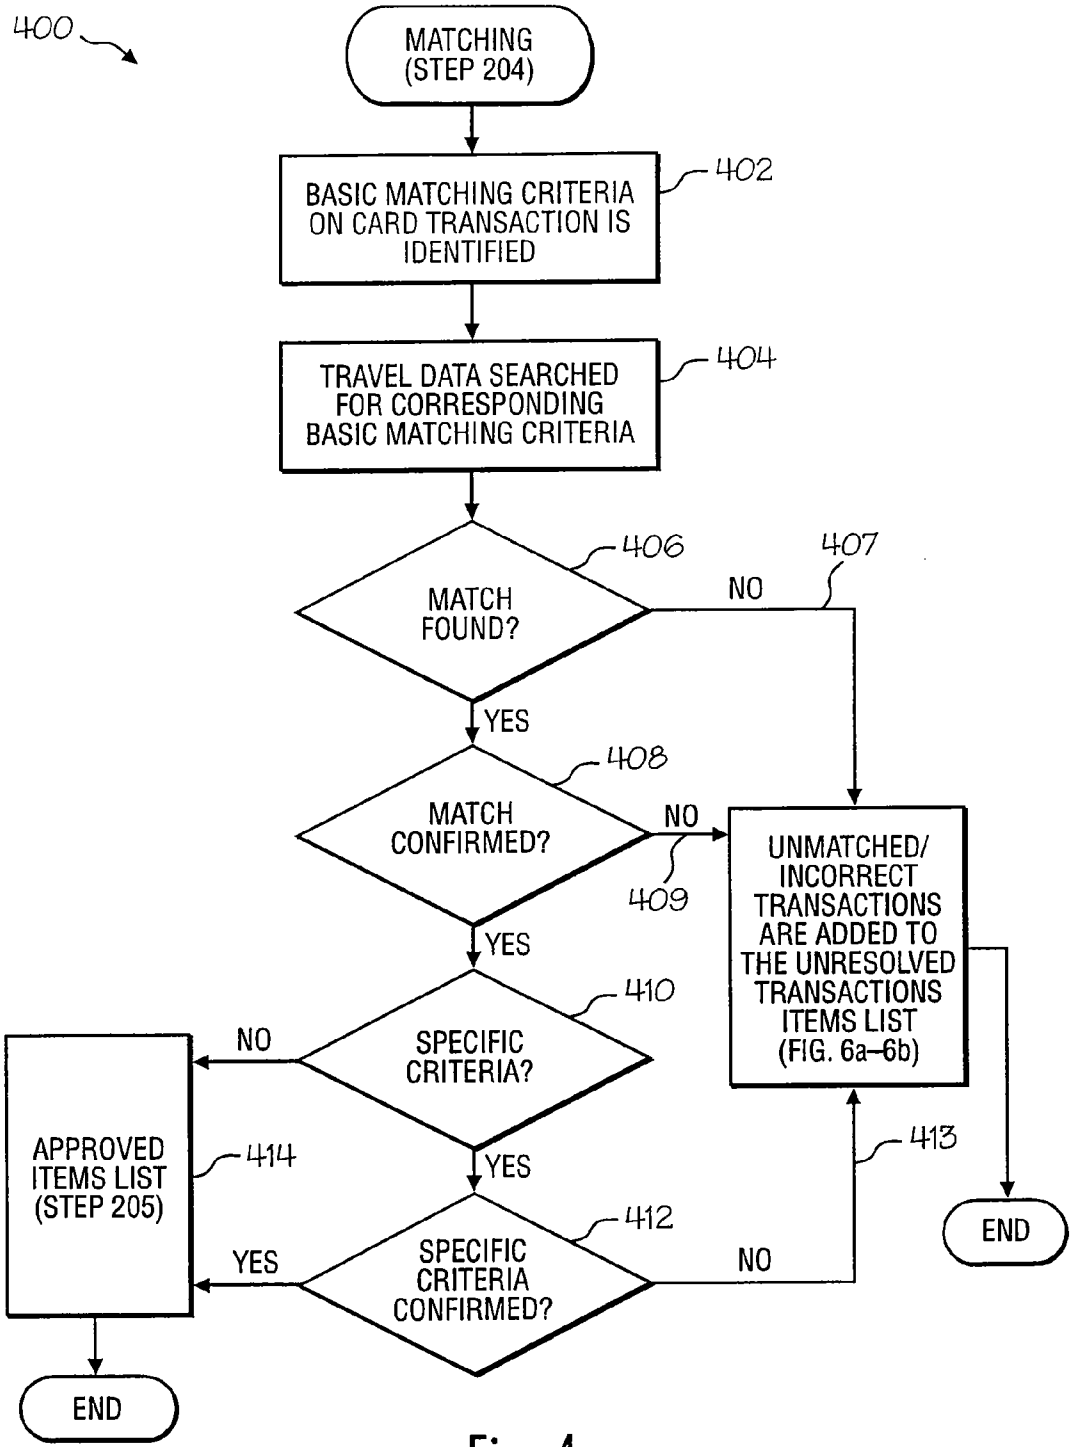 400
MATCHING
(STEP 204)
402
BASIC MATCHING CRITERIA
ON CARD TRANSACTION IS
IDENTIFIED
404
TRAVEL DATA SEARCHED
FOR CORRESPONDING
BASIC MATCHING CRITERIA
406
407
NO
MATCH
FOUND?
YES
408
MATCH
CONFIRMED?
NO
409
UNMATCHED/
INCORRECT
TRANSACTIONS
ARE ADDED TO
THE UNRESOLVED
TRANSACTIONS
ITEMS LIST
(FIG. 6a–6b)
YES
410
SPECIFIC
CRITERIA?
NO
APPROVED
ITEMS LIST
(STEP 205)
414
413
YES
412
SPECIFIC
CRITERIA
CONFIRMED?
YES
NO
END
END
Fig. 4